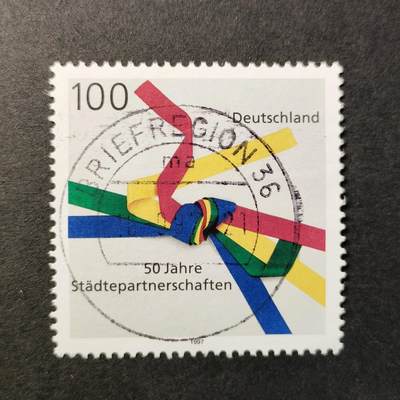 100
Deutschland
BRIEFREGION 36
ma
50 Jahre
Städtepartnerschaften
1997